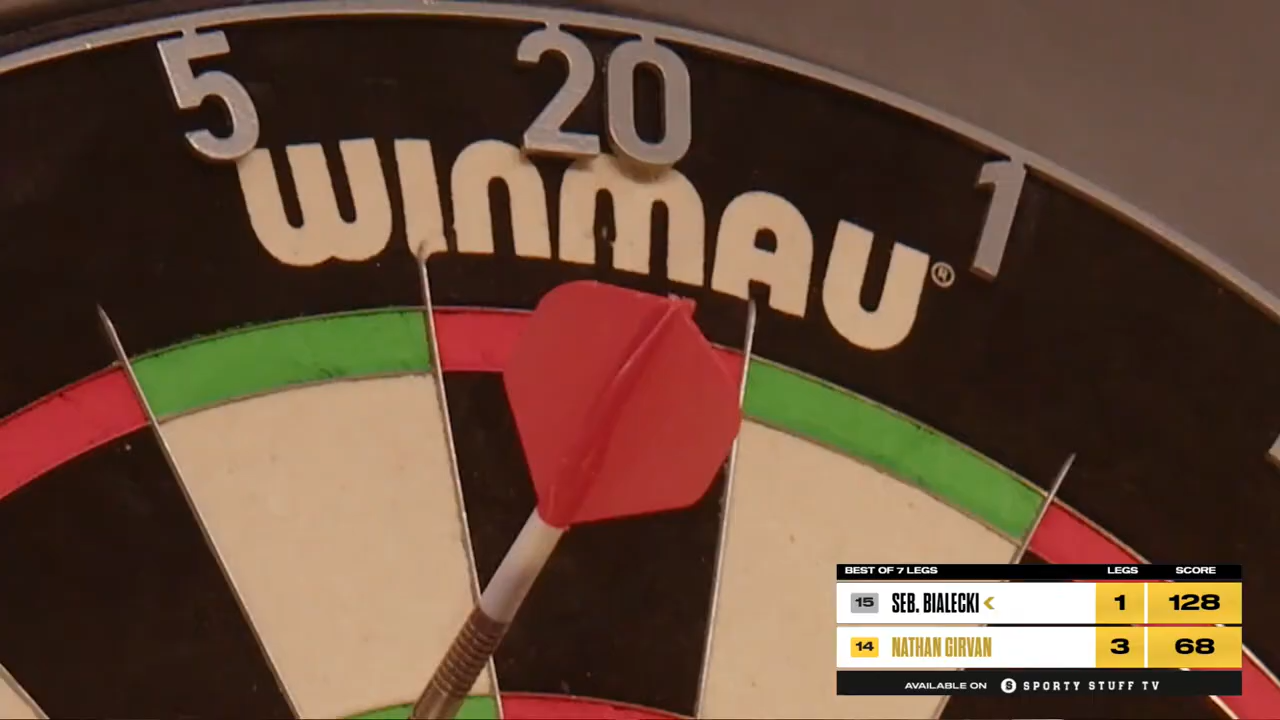 5 20 1
WINMAU®
BEST OF 7 LEGS LEGS SCORE
15 SEB. BIALECKI 1 128
14 NATHAN GIRVAN 3 68
AVAILABLE ON S SPORTY STUFF TV